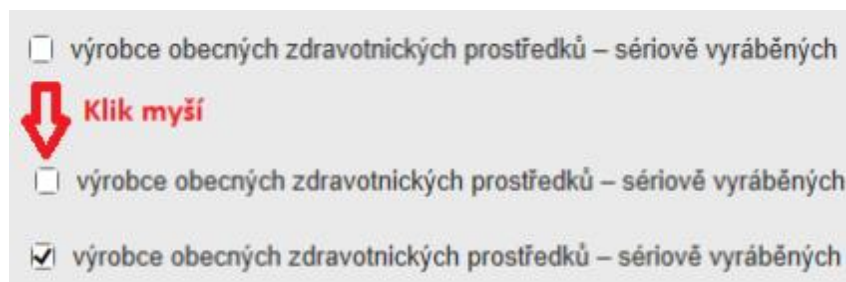 výrobce obecných zdravotnických prostředků – sériově vyráběných
Klik myší
výrobce obecných zdravotnických prostředků – sériově vyráběných
výrobce obecných zdravotnických prostředků – sériově vyráběných